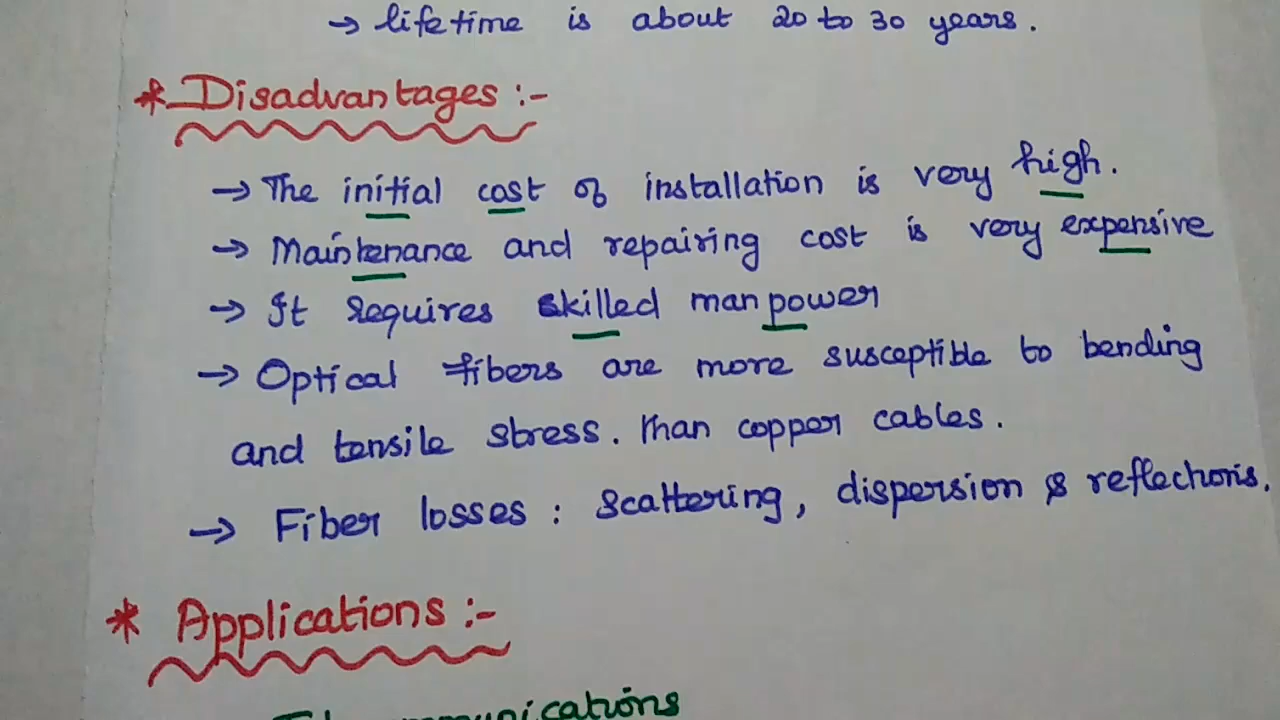 → lifetime is about 20 to 30 years.
* Disadvantages :-
→ The initial cost of installation is very high.
→ Maintenance and repairing cost is very expensive
→ It requires skilled manpower
→ Optical fibers are more susceptible to bending
and tensile stress. than copper cables.
→ Fiber losses : scattering, dispersion & reflections.
* Applications :-